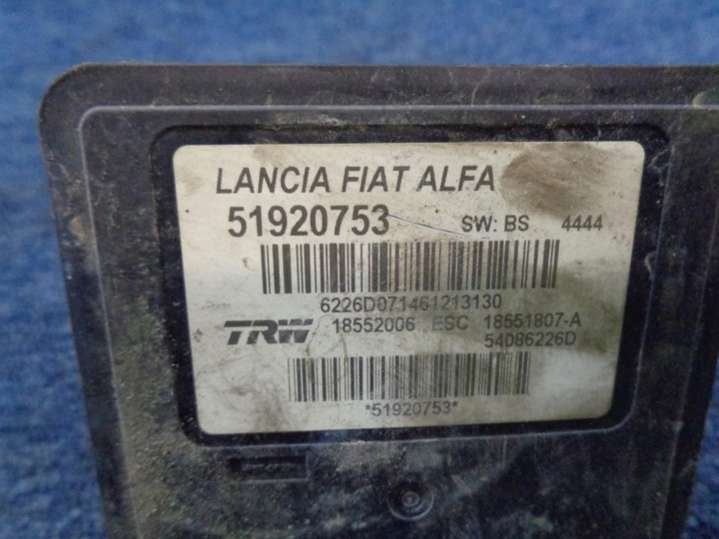 LANCIA FIAT ALFA
51920753 SW: BS 4444
6226D071461213130
TRW 18552006 ESC 18551807-A
54086226D
*51920753*